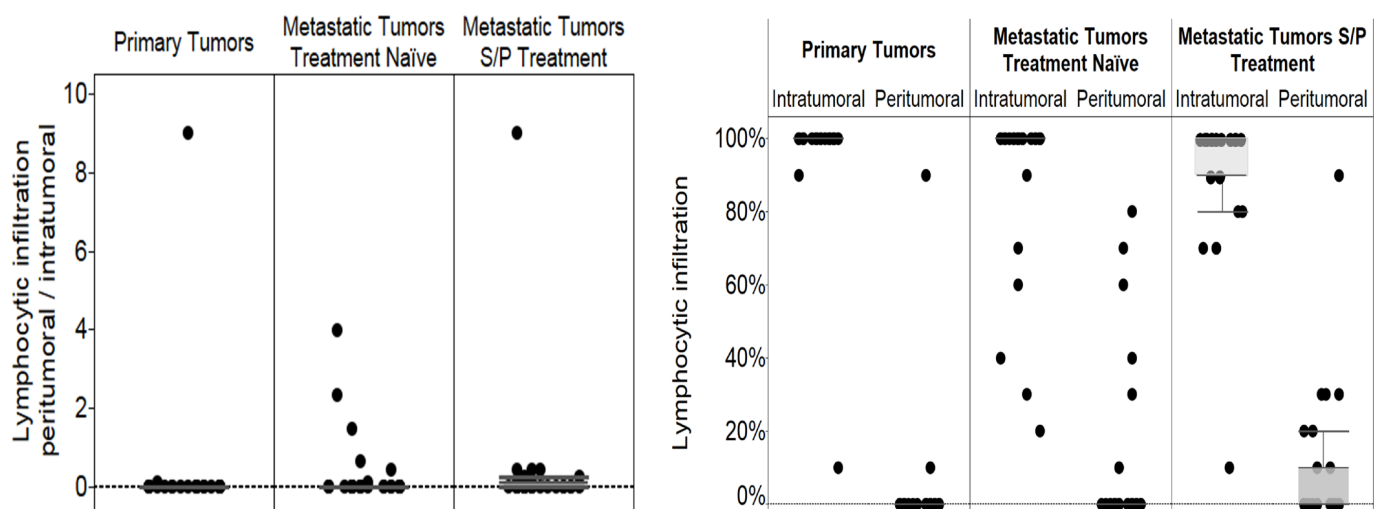 Primary Tumors
Metastatic Tumors
Treatment Naïve
Metastatic Tumors
S/P Treatment
Lymphocytic infiltration
peritumoral / intratumoral
10
8
6
4
2
0
Primary Tumors
Metastatic Tumors
Treatment Naïve
Metastatic Tumors S/P
Treatment
Intratumoral Peritumoral
Intratumoral Peritumoral
Intratumoral Peritumoral
Lymphocytic infiltration
100%
80%
60%
40%
20%
0%